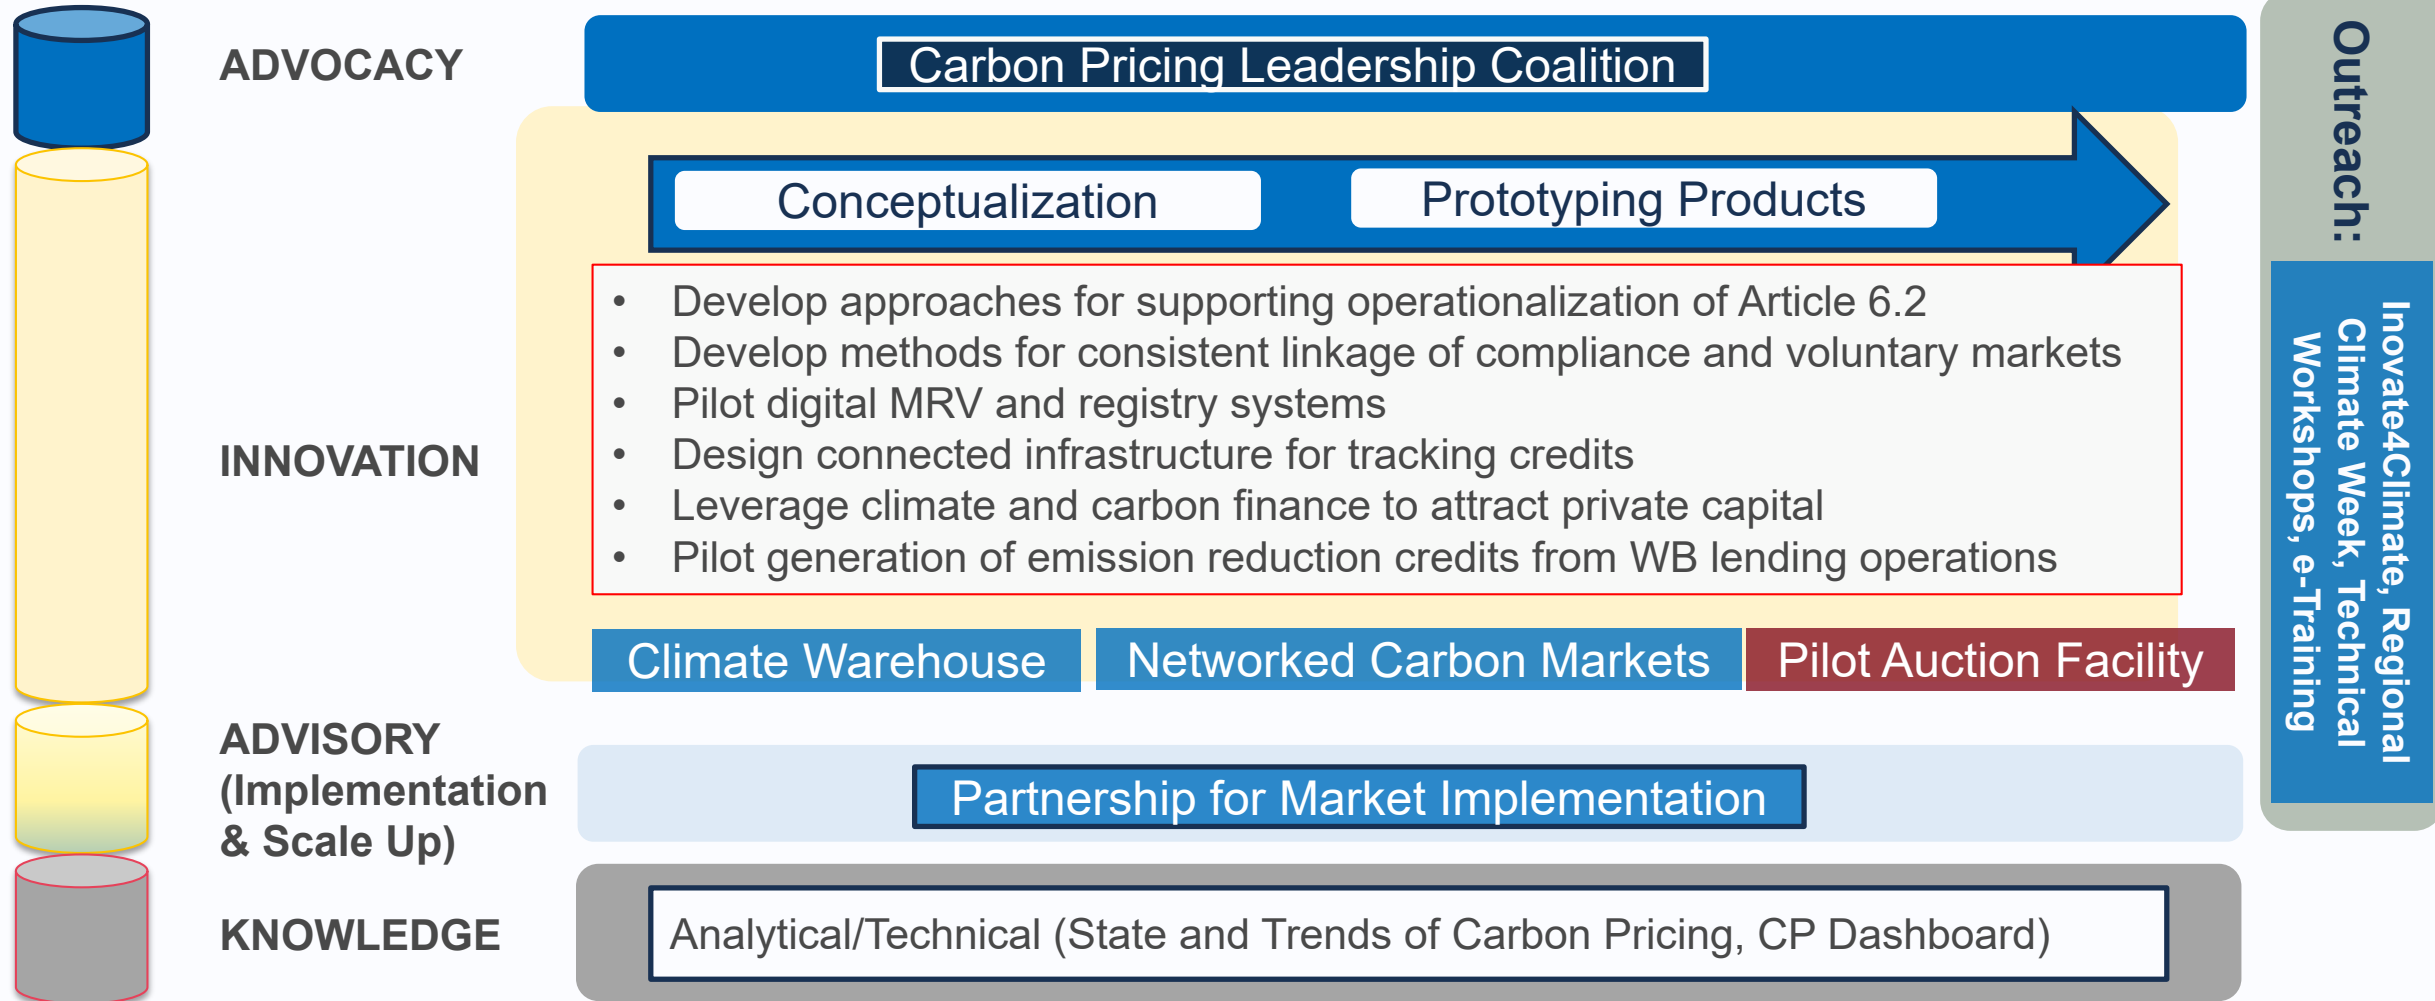 ADVOCACY
Carbon Pricing Leadership Coalition
Conceptualization
Prototyping Products
INNOVATION
• Develop approaches for supporting operationalization of Article 6.2
• Develop methods for consistent linkage of compliance and voluntary markets
• Pilot digital MRV and registry systems
• Design connected infrastructure for tracking credits
• Leverage climate and carbon finance to attract private capital
• Pilot generation of emission reduction credits from WB lending operations
Climate Warehouse
Networked Carbon Markets
Pilot Auction Facility
ADVISORY
(Implementation
& Scale Up)
Partnership for Market Implementation
KNOWLEDGE
Analytical/Technical (State and Trends of Carbon Pricing, CP Dashboard)
Outreach:
Inovate4Climate, Regional
Climate Week, Technical
Workshops, e-Training